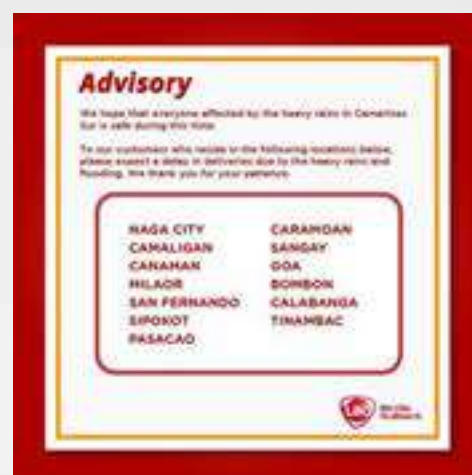 Advisory
We hope that everyone affected by the heavy rains in Camarines
Sur is safe during this time.
To our customers who reside in the following locations below,
please expect a delay in deliveries due to the heavy rains and
flooding. We thank you for your patience.
NAGA CITY
CAMALIGAN
CANAMAN
MILAOR
SAN FERNANDO
SIPOKOT
PASACAO
CARAMOAN
SANGAY
GOA
BOMBON
CALABANGA
TINAMBAC
LBC